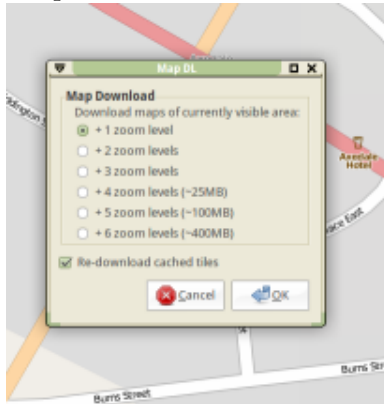 Map DL
Map Download
Download maps of currently visible area:
+ 1 zoom level
+ 2 zoom levels
+ 3 zoom levels
+ 4 zoom levels (~25MB)
+ 5 zoom levels (~100MB)
+ 6 zoom levels (~400MB)
Avondale
Hotel
Re-download cached tiles
Cancel
OK
Burns Street
Burns